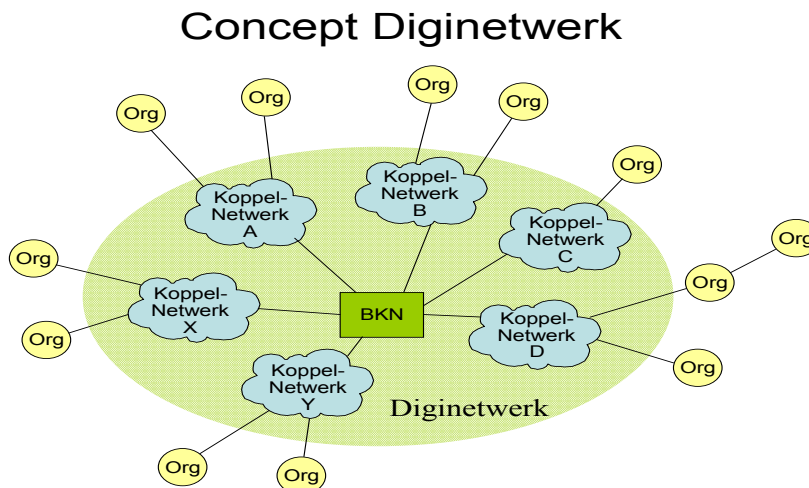 Concept Diginetwerk
Org
Org
Org
Org
Org
Koppel-
Netwerk
A
Koppel-
Netwerk
B
Koppel-
Netwerk
C
Org
Org
Org
Koppel-
Netwerk
X
BKN
Koppel-
Netwerk
D
Org
Org
Koppel-
Netwerk
Y
Diginetwerk
Org
Org